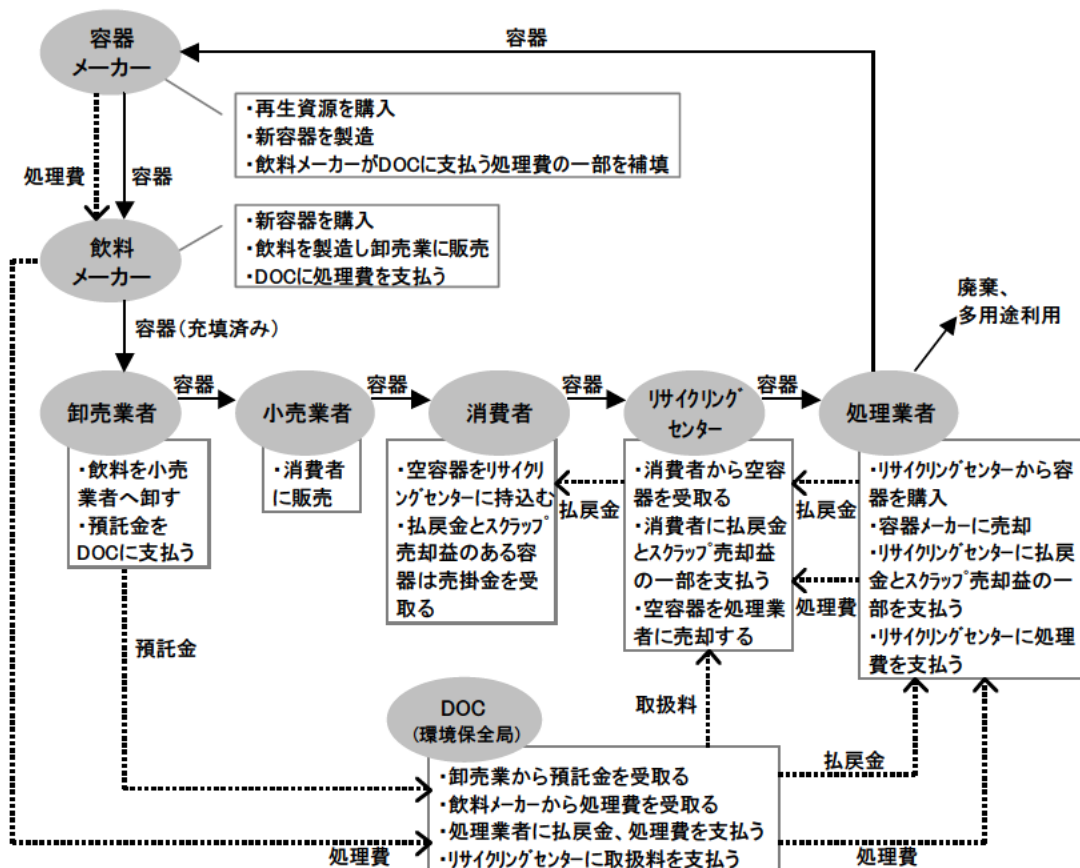 容器
メーカー
容器
・再生資源を購入
・新容器を製造
・飲料メーカーがDOCに支払う処理費の一部を補填
処理費
容器
飲料
メーカー
・新容器を購入
・飲料を製造し卸売業に販売
・DOCに処理費を支払う
廃棄、
多用途利用
容器(充填済み)
卸売業者
容器
小売業者
容器
消費者
容器
リサイクリング
センター
容器
処理業者
・飲料を小売
業者へ卸す
・預託金を
DOCに支払う
・消費者
に販売
・空容器をリサイクリ
ングセンターに持込む
・払戻金とスクラップ
売却益のある容
器は売掛金を受
取る
払戻金
・消費者から空容
器を受取る
・消費者に払戻金
とスクラップ売却益
の一部を支払う
・空容器を処理業
者に売却する
払戻金
処理費
・リサイクリングセンターから容
器を購入
・容器メーカーに売却
・リサイクリングセンターに払戻
金とスクラップ売却益の一
部を支払う
・リサイクリングセンターに処理
費を支払う
預託金
取扱料
DOC
(環境保全局)
払戻金
・卸売業から預託金を受取る
・飲料メーカーから処理費を受取る
・処理業者に払戻金、処理費を支払う
・リサイクリングセンターに取扱料を支払う
処理費
処理費